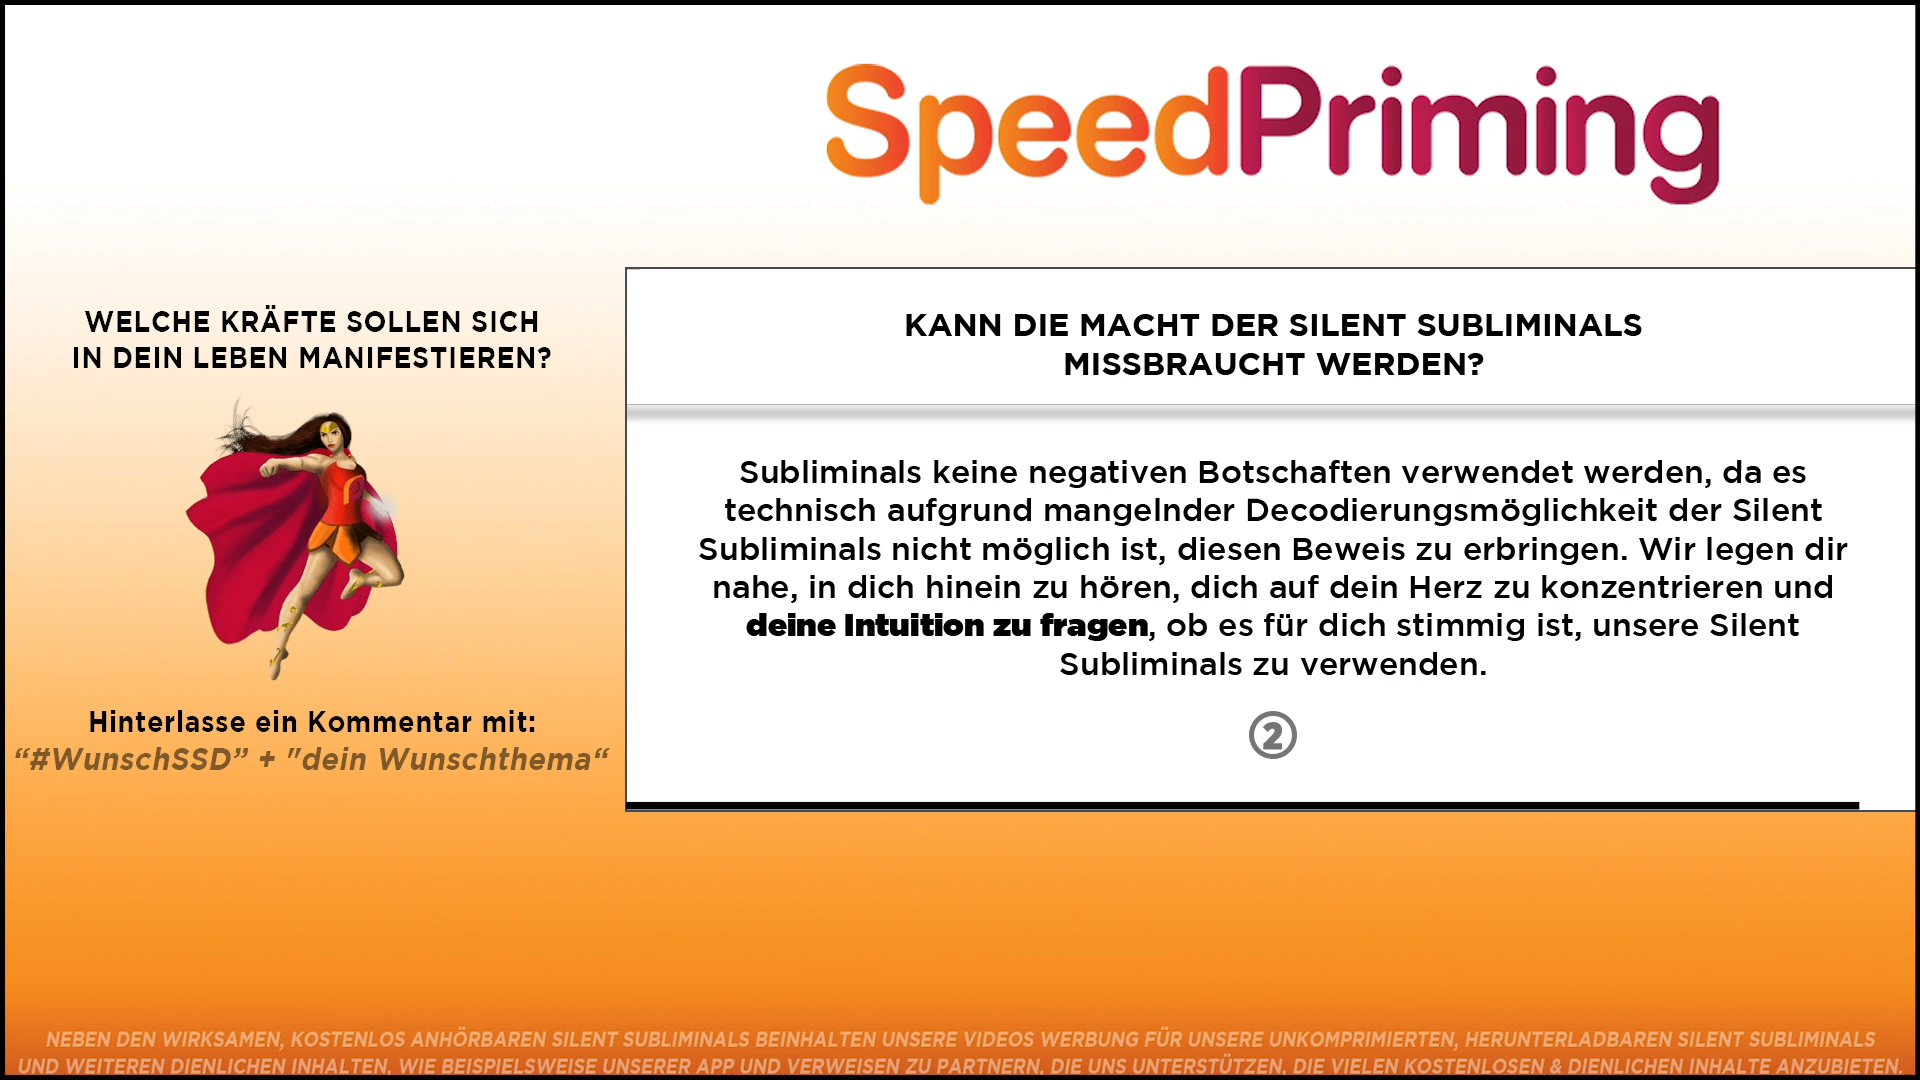 SpeedPriming
WELCHE KRÄFTE SOLLEN SICH
IN DEIN LEBEN MANIFESTIEREN?
Hinterlasse ein Kommentar mit:
“#WunschSSD” + "dein Wunschthema“
KANN DIE MACHT DER SILENT SUBLIMINALS
MISSBRAUCHT WERDEN?
Subliminals keine negativen Botschaften verwendet werden, da es
technisch aufgrund mangelnder Decodierungsmöglichkeit der Silent
Subliminals nicht möglich ist, diesen Beweis zu erbringen. Wir legen dir
nahe, in dich hinein zu hören, dich auf dein Herz zu konzentrieren und
deine Intuition zu fragen, ob es für dich stimmig ist, unsere Silent
Subliminals zu verwenden.
2
NEBEN DEN WIRKSAMEN, KOSTENLOS ANHÖRBAREN SILENT SUBLIMINALS BEINHALTEN UNSERE VIDEOS WERBUNG FÜR UNSERE UNKOMPRIMIERTEN, HERUNTERLADBAREN SILENT SUBLIMINALS
UND WEITEREN DIENLICHEN INHALTEN, WIE BEISPIELSWEISE UNSERER APP UND VERWEISEN ZU PARTNERN, DIE UNS UNTERSTÜTZEN, DIE VIELEN KOSTENLOSEN & DIENLICHEN INHALTE ANZUBIETEN.